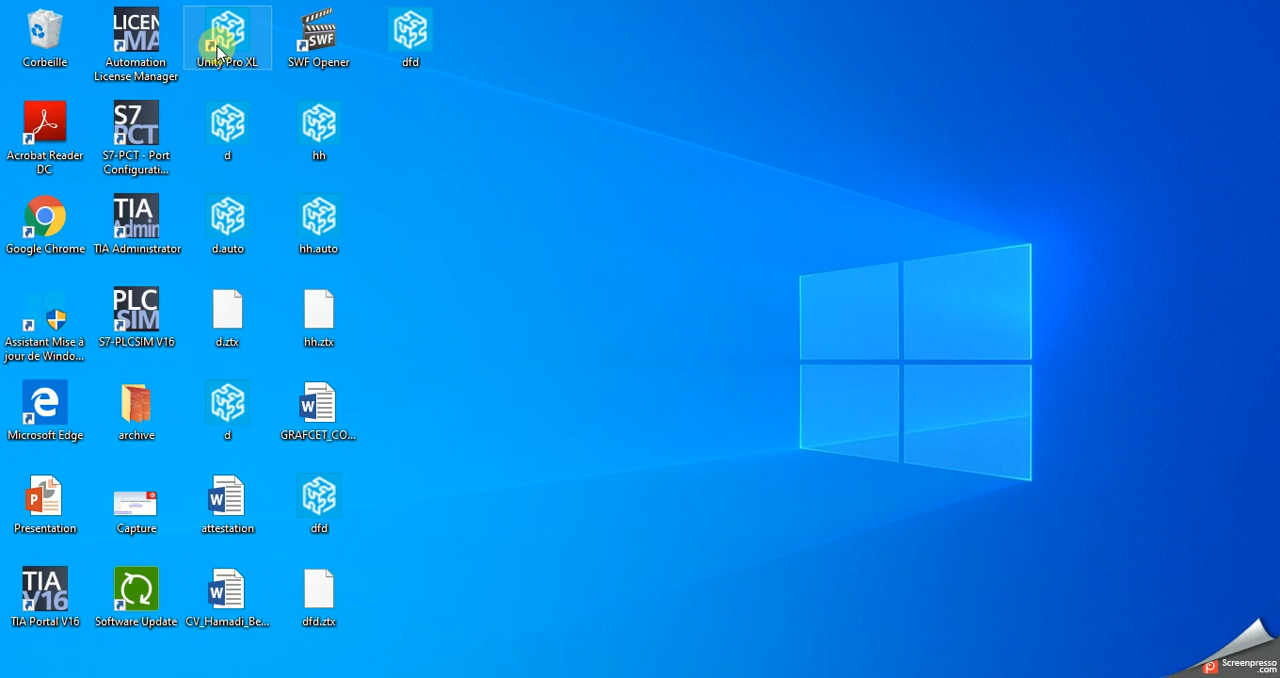 Corbeille
LICEN
MA
Automation
License Manager
Unity Pro XL
SWF
SWF Opener
dfd
Acrobat Reader
DC
S7
PCT
S7-PCT - Port
Configurati...
d
hh
Google Chrome
TIA
Admin
TIA Administrator
d.auto
hh.auto
Assistant Mise à
jour de Windo...
PLC
SIM
S7-PLCSIM V16
d.ztx
hh.ztx
Microsoft Edge
archive
d
W
GRAFCET_CO...
P
Presentation
Capture
W
attestation
dfd
TIA
V16
TIA Portal V16
Software Update
W
CV_Hamadi_Be...
dfd.ztx
Screenpresso
.com